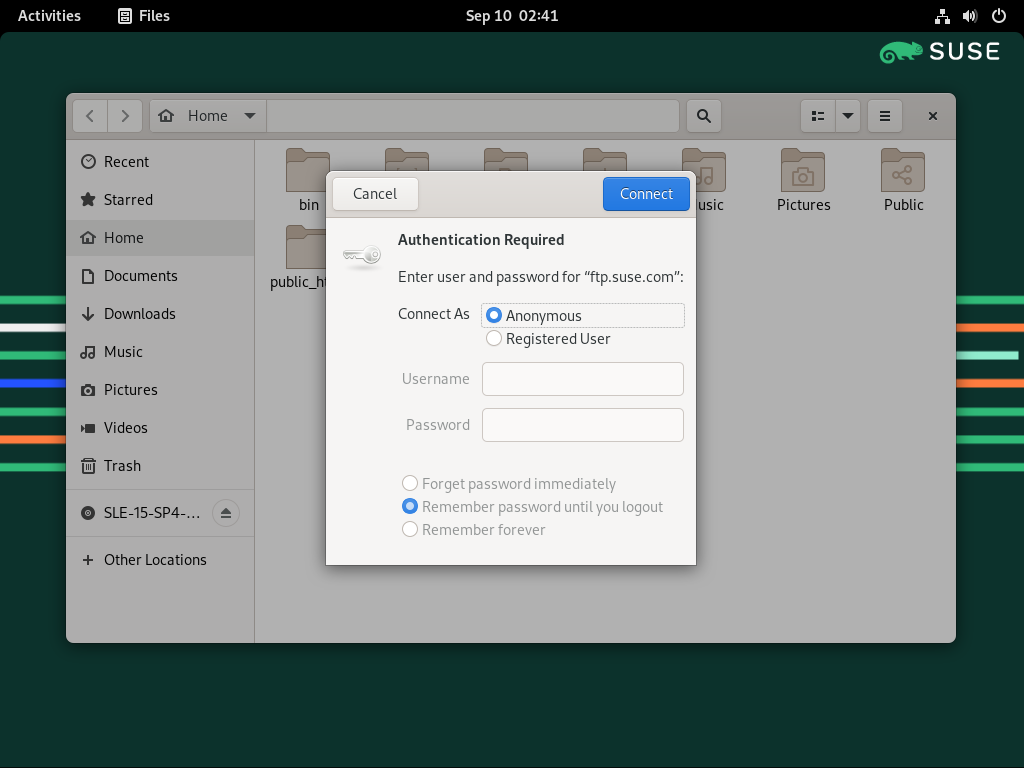 Activities Files Sep 10 02:41
SUSE
Home
Recent
Starred
Home
Documents
Downloads
Music
Pictures
Videos
Trash
SLE-15-SP4-…
Other Locations
bin
Pictures
Public
Cancel
Connect
Authentication Required
Enter user and password for “ftp.suse.com”:
Connect As
Anonymous
Registered User
Username
Password
Forget password immediately
Remember password until you logout
Remember forever